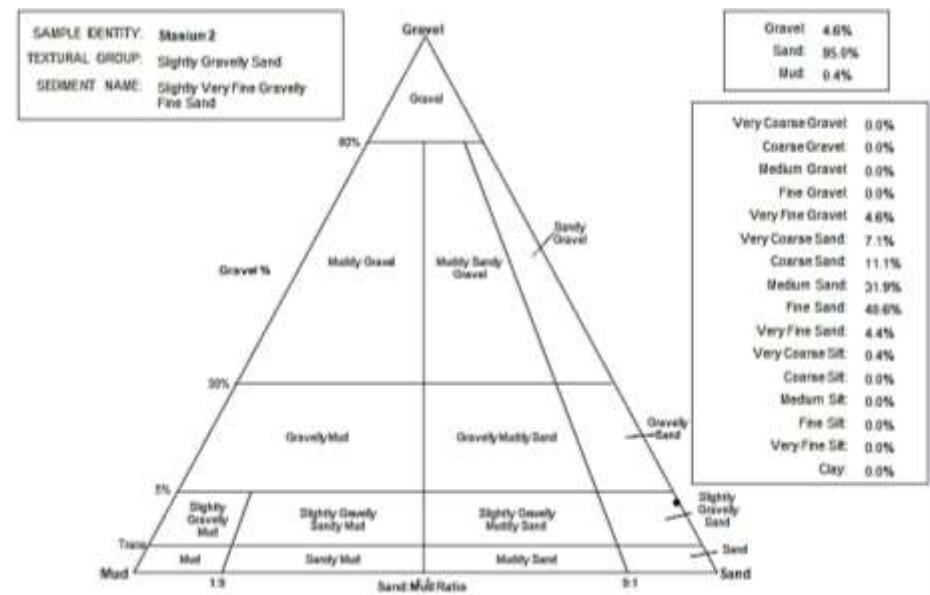 SAMPLE IDENTITY: Stasiun 2
TEXTURAL GROUP: Slightly Gravelly Sand
SEDIMENT NAME: Slightly Very Fine Gravelly
Fine Sand
Gravel
Gravel: 4.6%
Sand: 95.0%
Mud: 0.4%
Gravel
80%
Very Coarse Gravel: 0.0%
Coarse Gravel: 0.0%
Medium Gravel: 0.0%
Fine Gravel: 0.0%
Very Fine Gravel: 4.6%
Very Coarse Sand: 7.1%
Coarse Sand: 11.1%
Medium Sand: 31.9%
Fine Sand:
Very Fine Sand: 4.4%
Very Coarse Silt: 0.4%
Coarse Silt: 0.0%
Medium Silt: 0.0%
Fine Silt: 0.0%
Very Fine Silt: 0.0%
Clay: 0.0%
Sandy
Gravel
Gravel %
Muddy Gravel
Muddy Sandy
Gravel
30%
Gravelly Mud
Gravelly Muddy Sand
Gravelly
Sand
5%
Slightly
Gravelly
Mud
Slightly Gravelly
Sandy Mud
Slightly Gravelly
Muddy Sand
Slightly
Gravelly
Sand
Trace
Mud
Sandy Mud
Muddy Sand
Sand
Mud
Sand
1:9
9:1
Sand:Mud Ratio